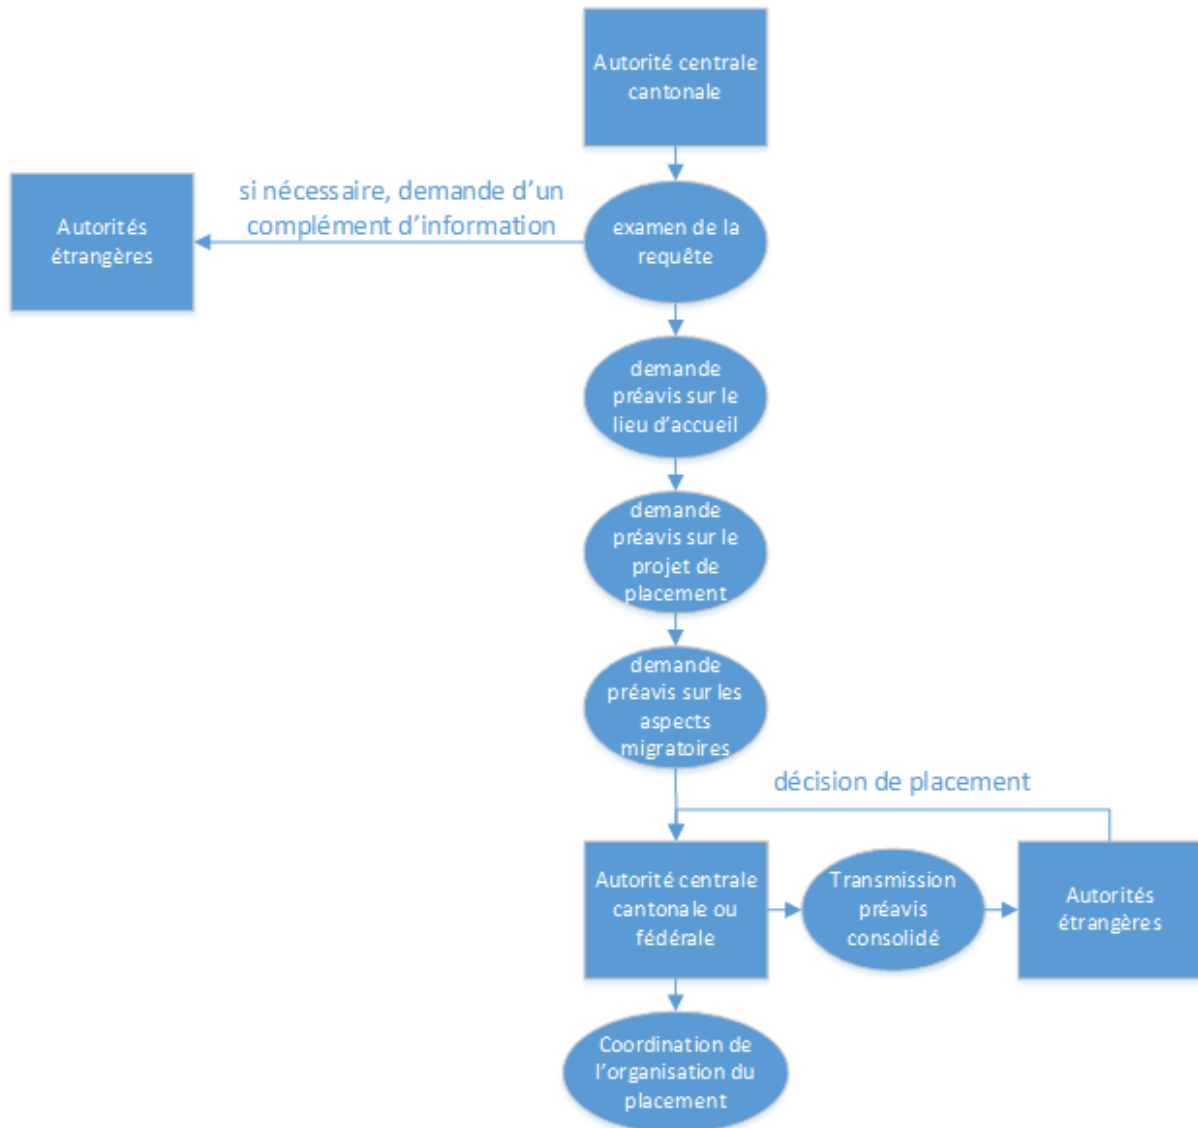 Autorité centrale
cantonale
si nécessaire, demande d’un
complément d’information
Autorités
étrangères
examen de la
requête
demande
préavis sur le
lieu d’accueil
demande
préavis sur le
projet de
placement
demande
préavis sur les
aspects
migratoires
décision de placement
Autorité centrale
cantonale ou
fédérale
Transmission
préavis
consolidé
Autorités
étrangères
Coordination de
l’organisation du
placement